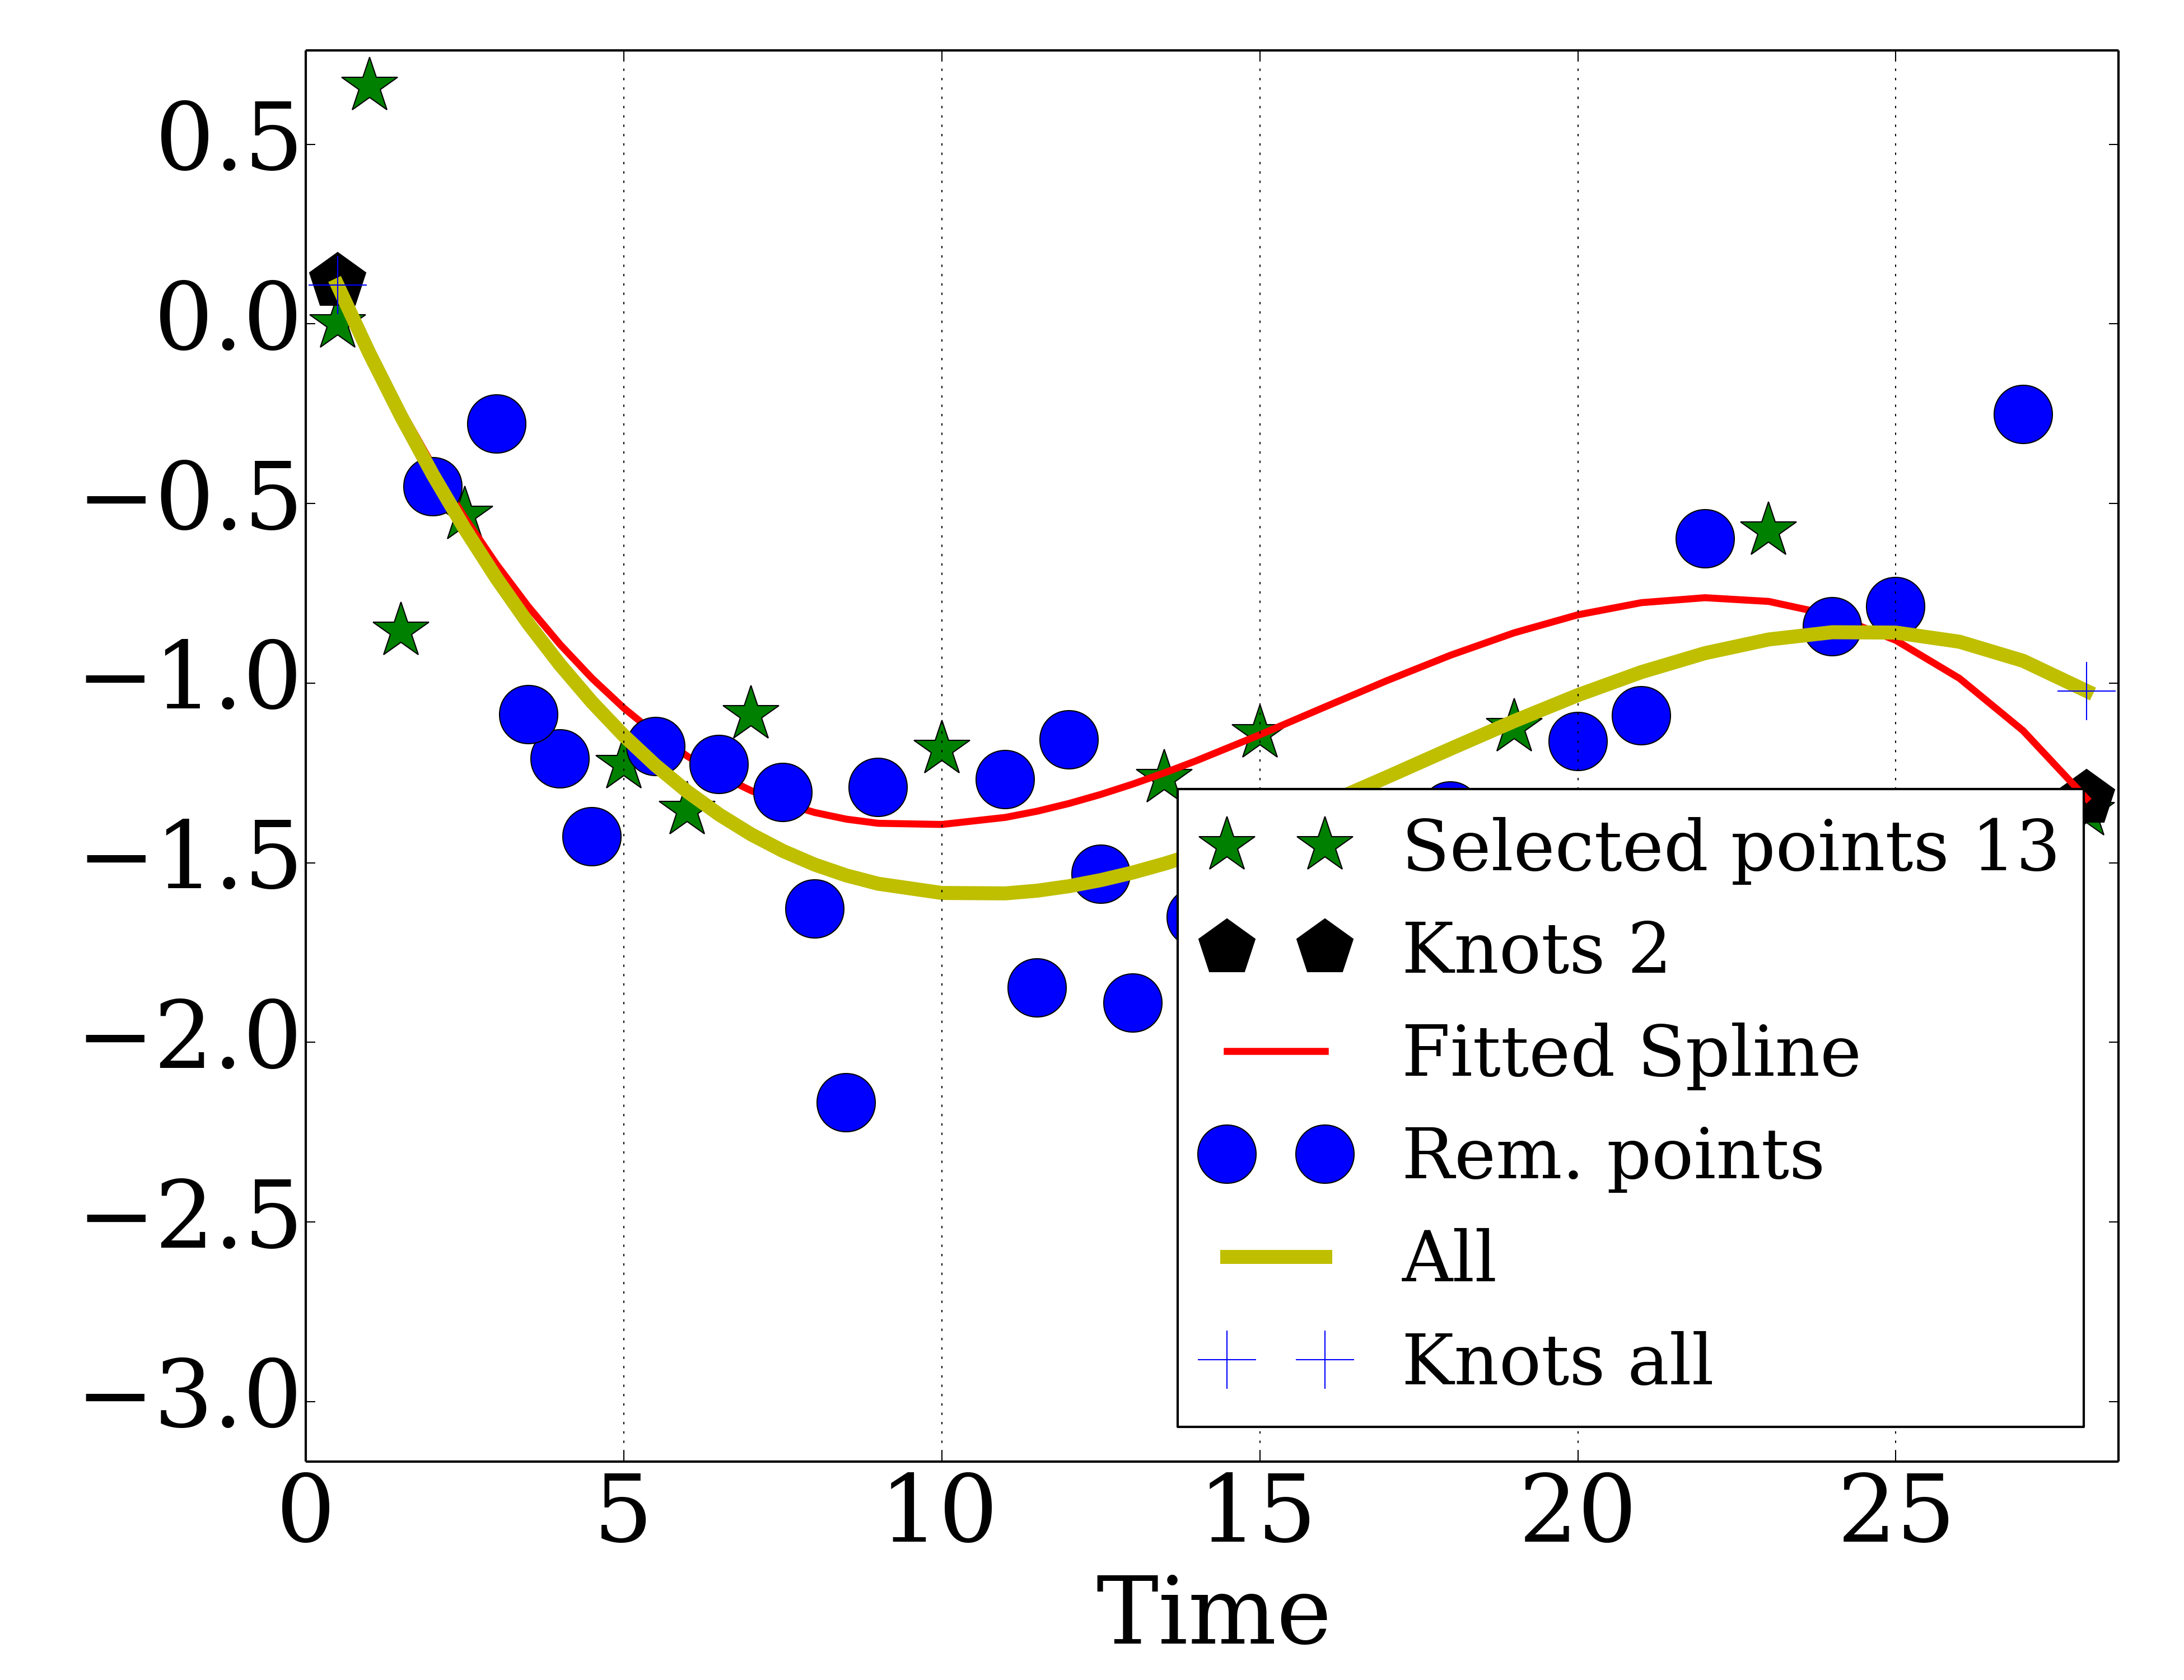 0.5
0.0
−0.5
−1.0
−1.5
−2.0
−2.5
−3.0
Selected points 13
Knots 2
Fitted Spline
Rem. points
All
Knots all
0 5 10 15 20 25
Time